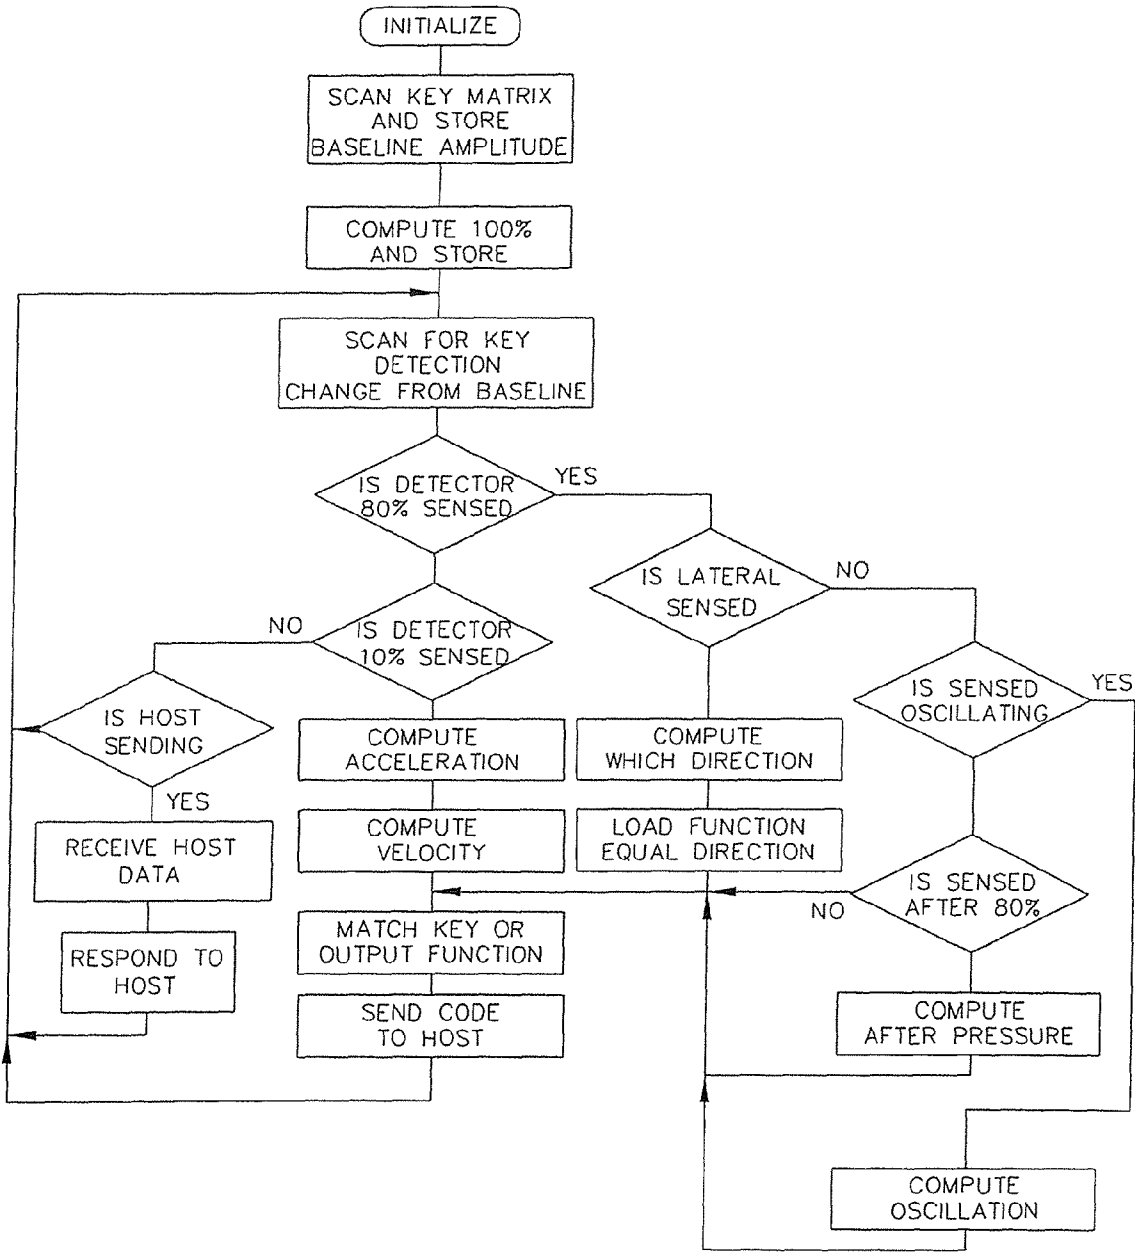 INITIALIZE
SCAN KEY MATRIX
AND STORE
BASELINE AMPLITUDE
COMPUTE 100%
AND STORE
SCAN FOR KEY
DETECTION
CHANGE FROM BASELINE
IS DETECTOR
80% SENSED
YES
IS LATERAL
SENSED
NO
IS DETECTOR
10% SENSED
NO
IS SENSED
OSCILLATING
YES
IS HOST
SENDING
YES
COMPUTE
ACCELERATION
COMPUTE
WHICH DIRECTION
RECEIVE HOST
DATA
COMPUTE
VELOCITY
LOAD FUNCTION
EQUAL DIRECTION
IS SENSED
AFTER 80%
NO
RESPOND TO
HOST
MATCH KEY OR
OUTPUT FUNCTION
SEND CODE
TO HOST
COMPUTE
AFTER PRESSURE
COMPUTE
OSCILLATION